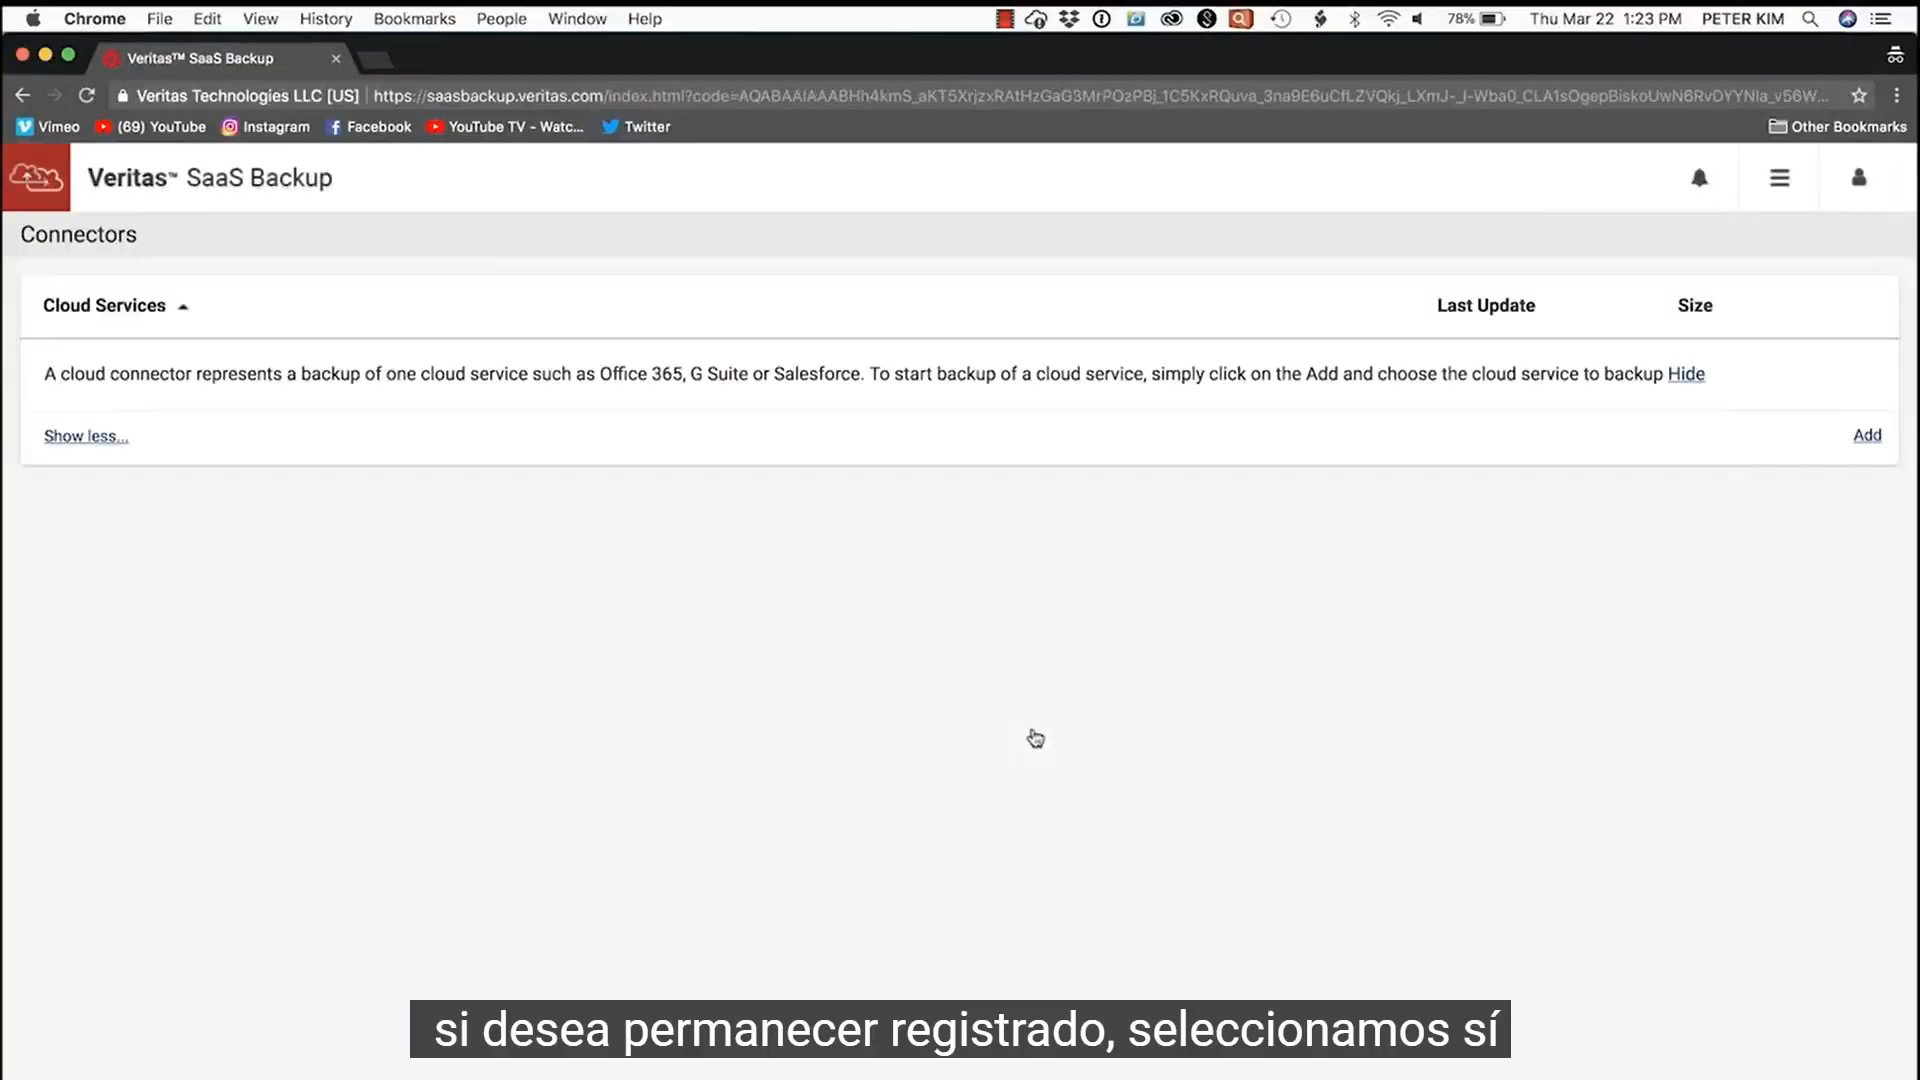 Chrome File Edit View History Bookmarks People Window Help 78% Thu Mar 22 1:23 PM PETER KIM
Veritas™ SaaS Backup
Veritas Technologies LLC [US] https://saasbackup.veritas.com/index.html?code=
Vimeo (69) YouTube Instagram Facebook YouTube TV - Watc... Twitter Other Bookmarks
Veritas™ SaaS Backup
Connectors
Cloud Services Last Update Size
A cloud connector represents a backup of one cloud service such as Office 365, G Suite or Salesforce. To start backup of a cloud service, simply click on the Add and choose the cloud service to backup Hide
Show less... Add
si desea permanecer registrado, seleccionamos sí